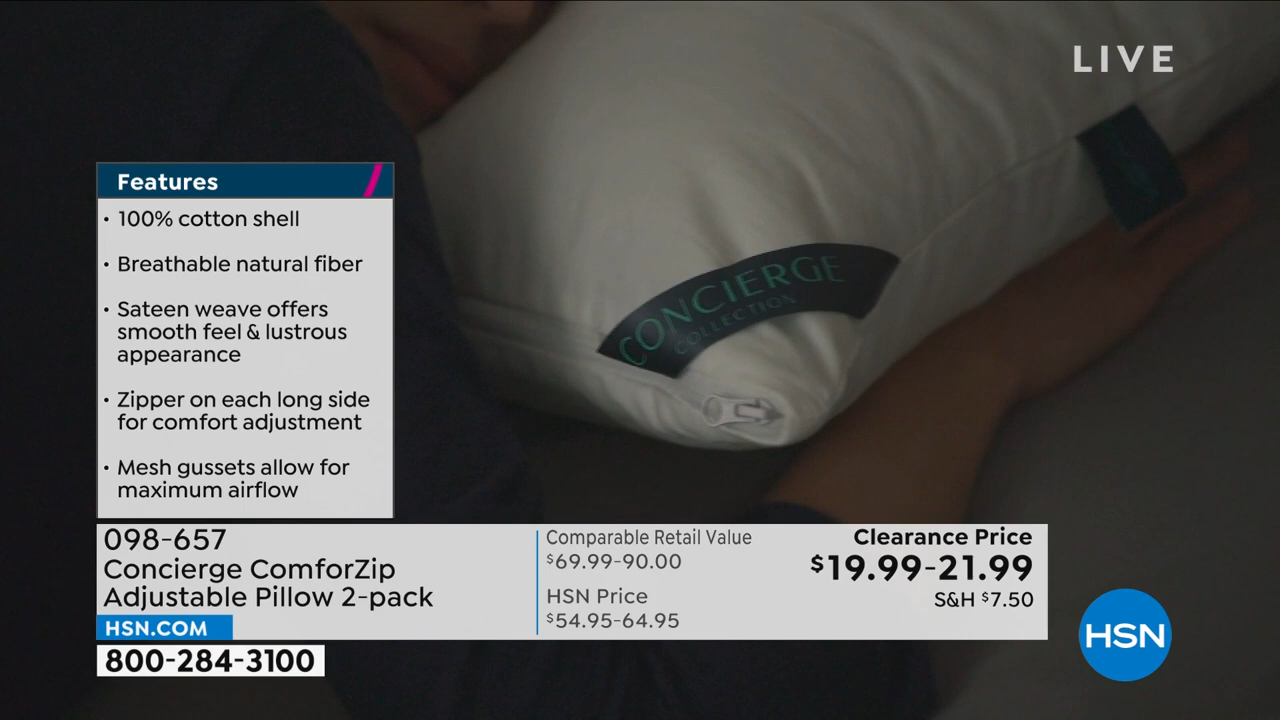 LIVE
Features
• 100% cotton shell
• Breathable natural fiber
• Sateen weave offers
smooth feel & lustrous
appearance
• Zipper on each long side
for comfort adjustment
• Mesh gussets allow for
maximum airflow
CONCIERGE
COLLECTION
098-657
Concierge ComforZip
Adjustable Pillow 2-pack
HSN.COM
800-284-3100
Comparable Retail Value
$69.99-90.00
HSN Price
$54.95-64.95
Clearance Price
$19.99-21.99
S&H $7.50
HSN